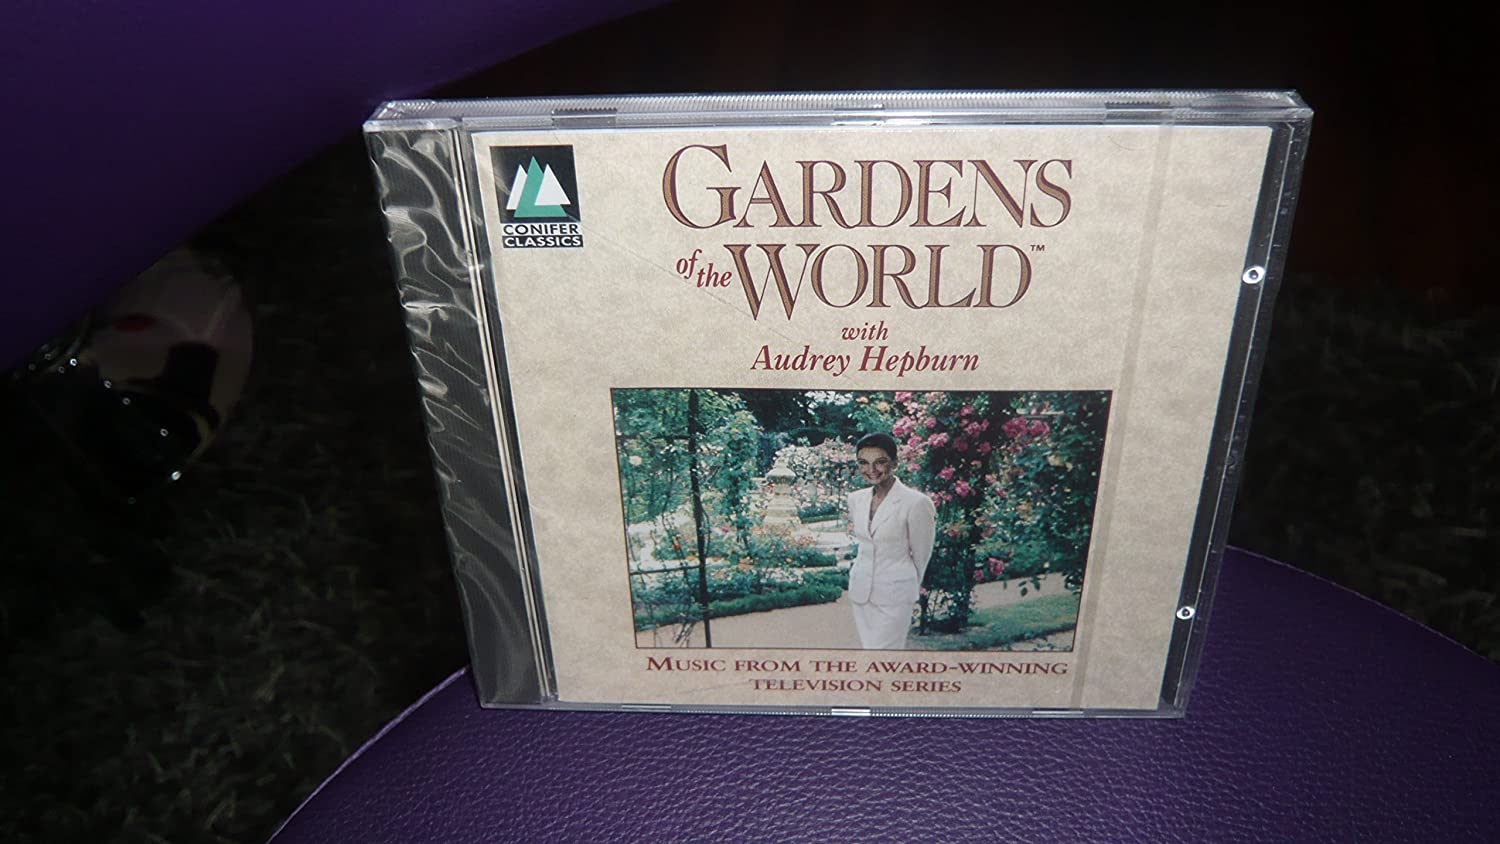 CONIFER
CLASSICS
GARDENS
of the WORLD™
with
Audrey Hepburn
MUSIC FROM THE AWARD-WINNING
TELEVISION SERIES